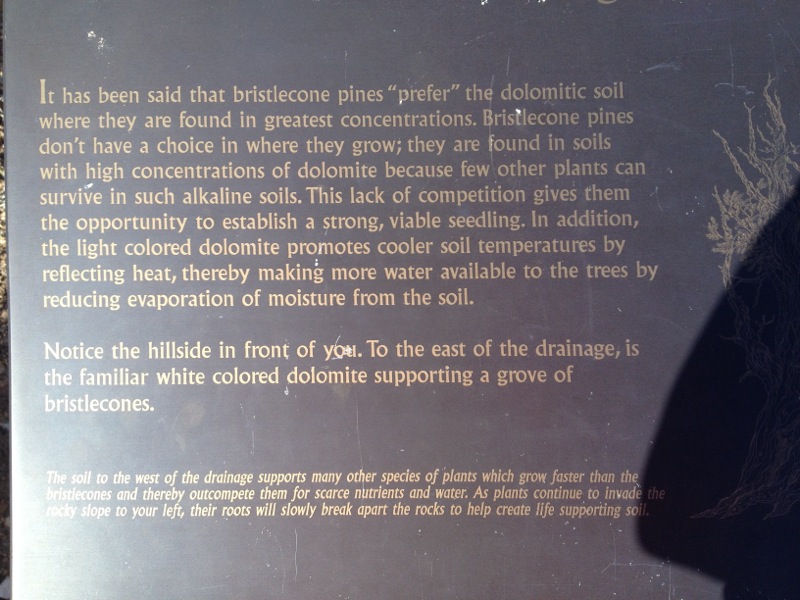 It has been said that bristlecone pines “prefer” the dolomitic soil
where they are found in greatest concentrations. Bristlecone pines
don't have a choice in where they grow; they are found in soils
with high concentrations of dolomite because few other plants can
survive in such alkaline soils. This lack of competition gives them
the opportunity to establish a strong, viable seedling. In addition,
the light colored dolomite promotes cooler soil temperatures by
reflecting heat, thereby making more water available to the trees by
reducing evaporation of moisture from the soil.
Notice the hillside in front of you. To the east of the drainage, is
the familiar white colored dolomite supporting a grove of
bristlecones.
The soil to the west of the drainage supports many other species of plants which grow faster than the
bristlecones and thereby outcompete them for scarce nutrients and water. As plants continue to invade the
rocky slope to your left, their roots will slowly break apart the rocks to help create life supporting soil.